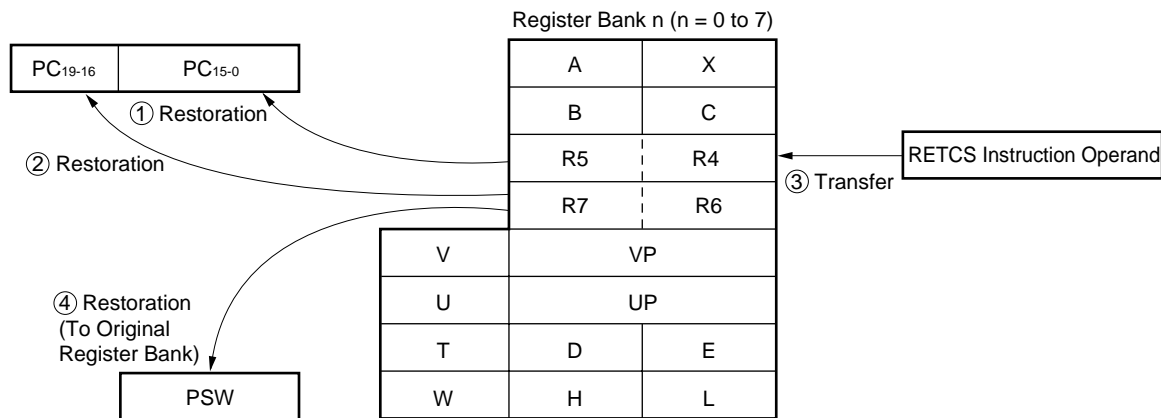 Register Bank n (n = 0 to 7)
PC19-16 PC15-0
A X
① Restoration
B C
② Restoration
R5 R4
RETCS Instruction Operand
③ Transfer
R7 R6
V VP
④ Restoration
(To Original
Register Bank)
U UP
T D E
PSW
W H L